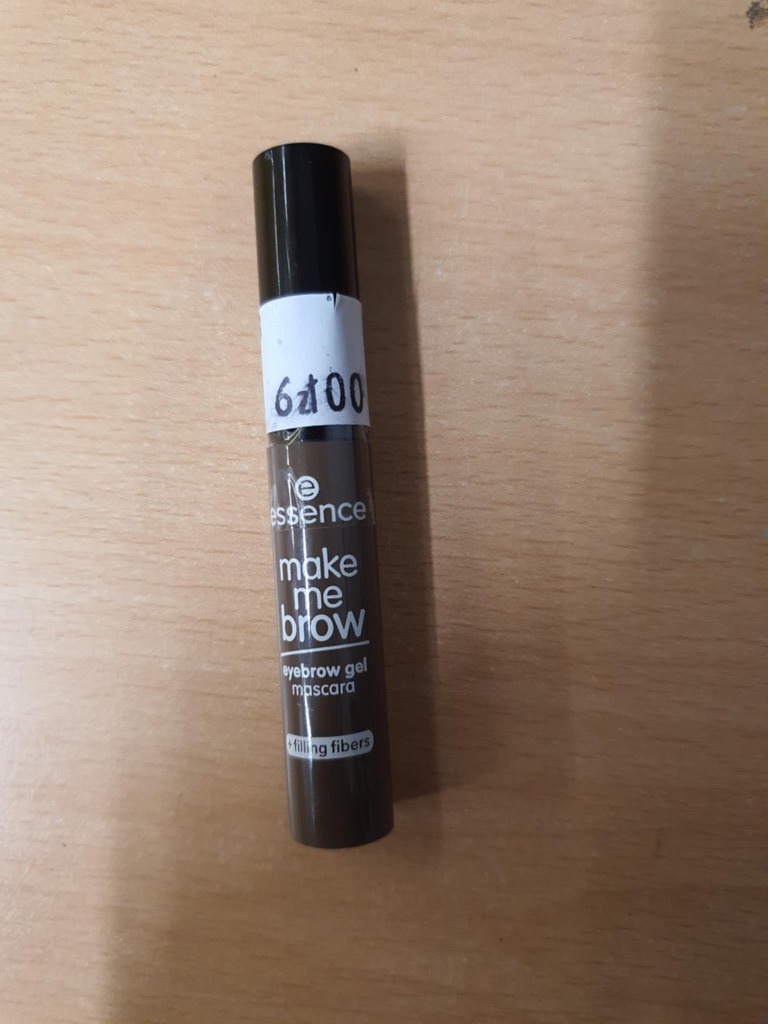 6zł00
e
essence
make
me
brow
eyebrow gel
mascara
+ filling fibers